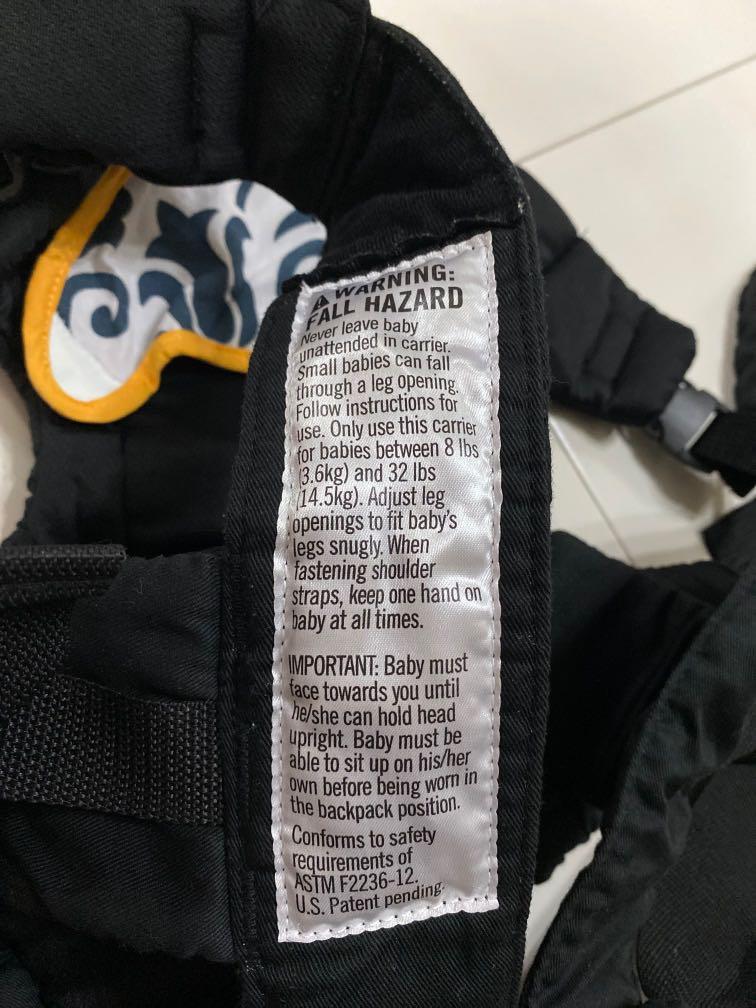 ⚠ WARNING:
FALL HAZARD
Never leave baby
unattended in carrier.
Small babies can fall
through a leg opening.
Follow instructions for
use. Only use this carrier
for babies between 8 lbs
(3.6kg) and 32 lbs
(14.5kg). Adjust leg
openings to fit baby's
legs snugly. When
fastening shoulder
straps, keep one hand on
baby at all times.
IMPORTANT: Baby must
face towards you until
he/she can hold head
upright. Baby must be
able to sit up on his/her
own before being worn in
the backpack position.
Conforms to safety
requirements of
ASTM F2236-12.
U.S. Patent pending.